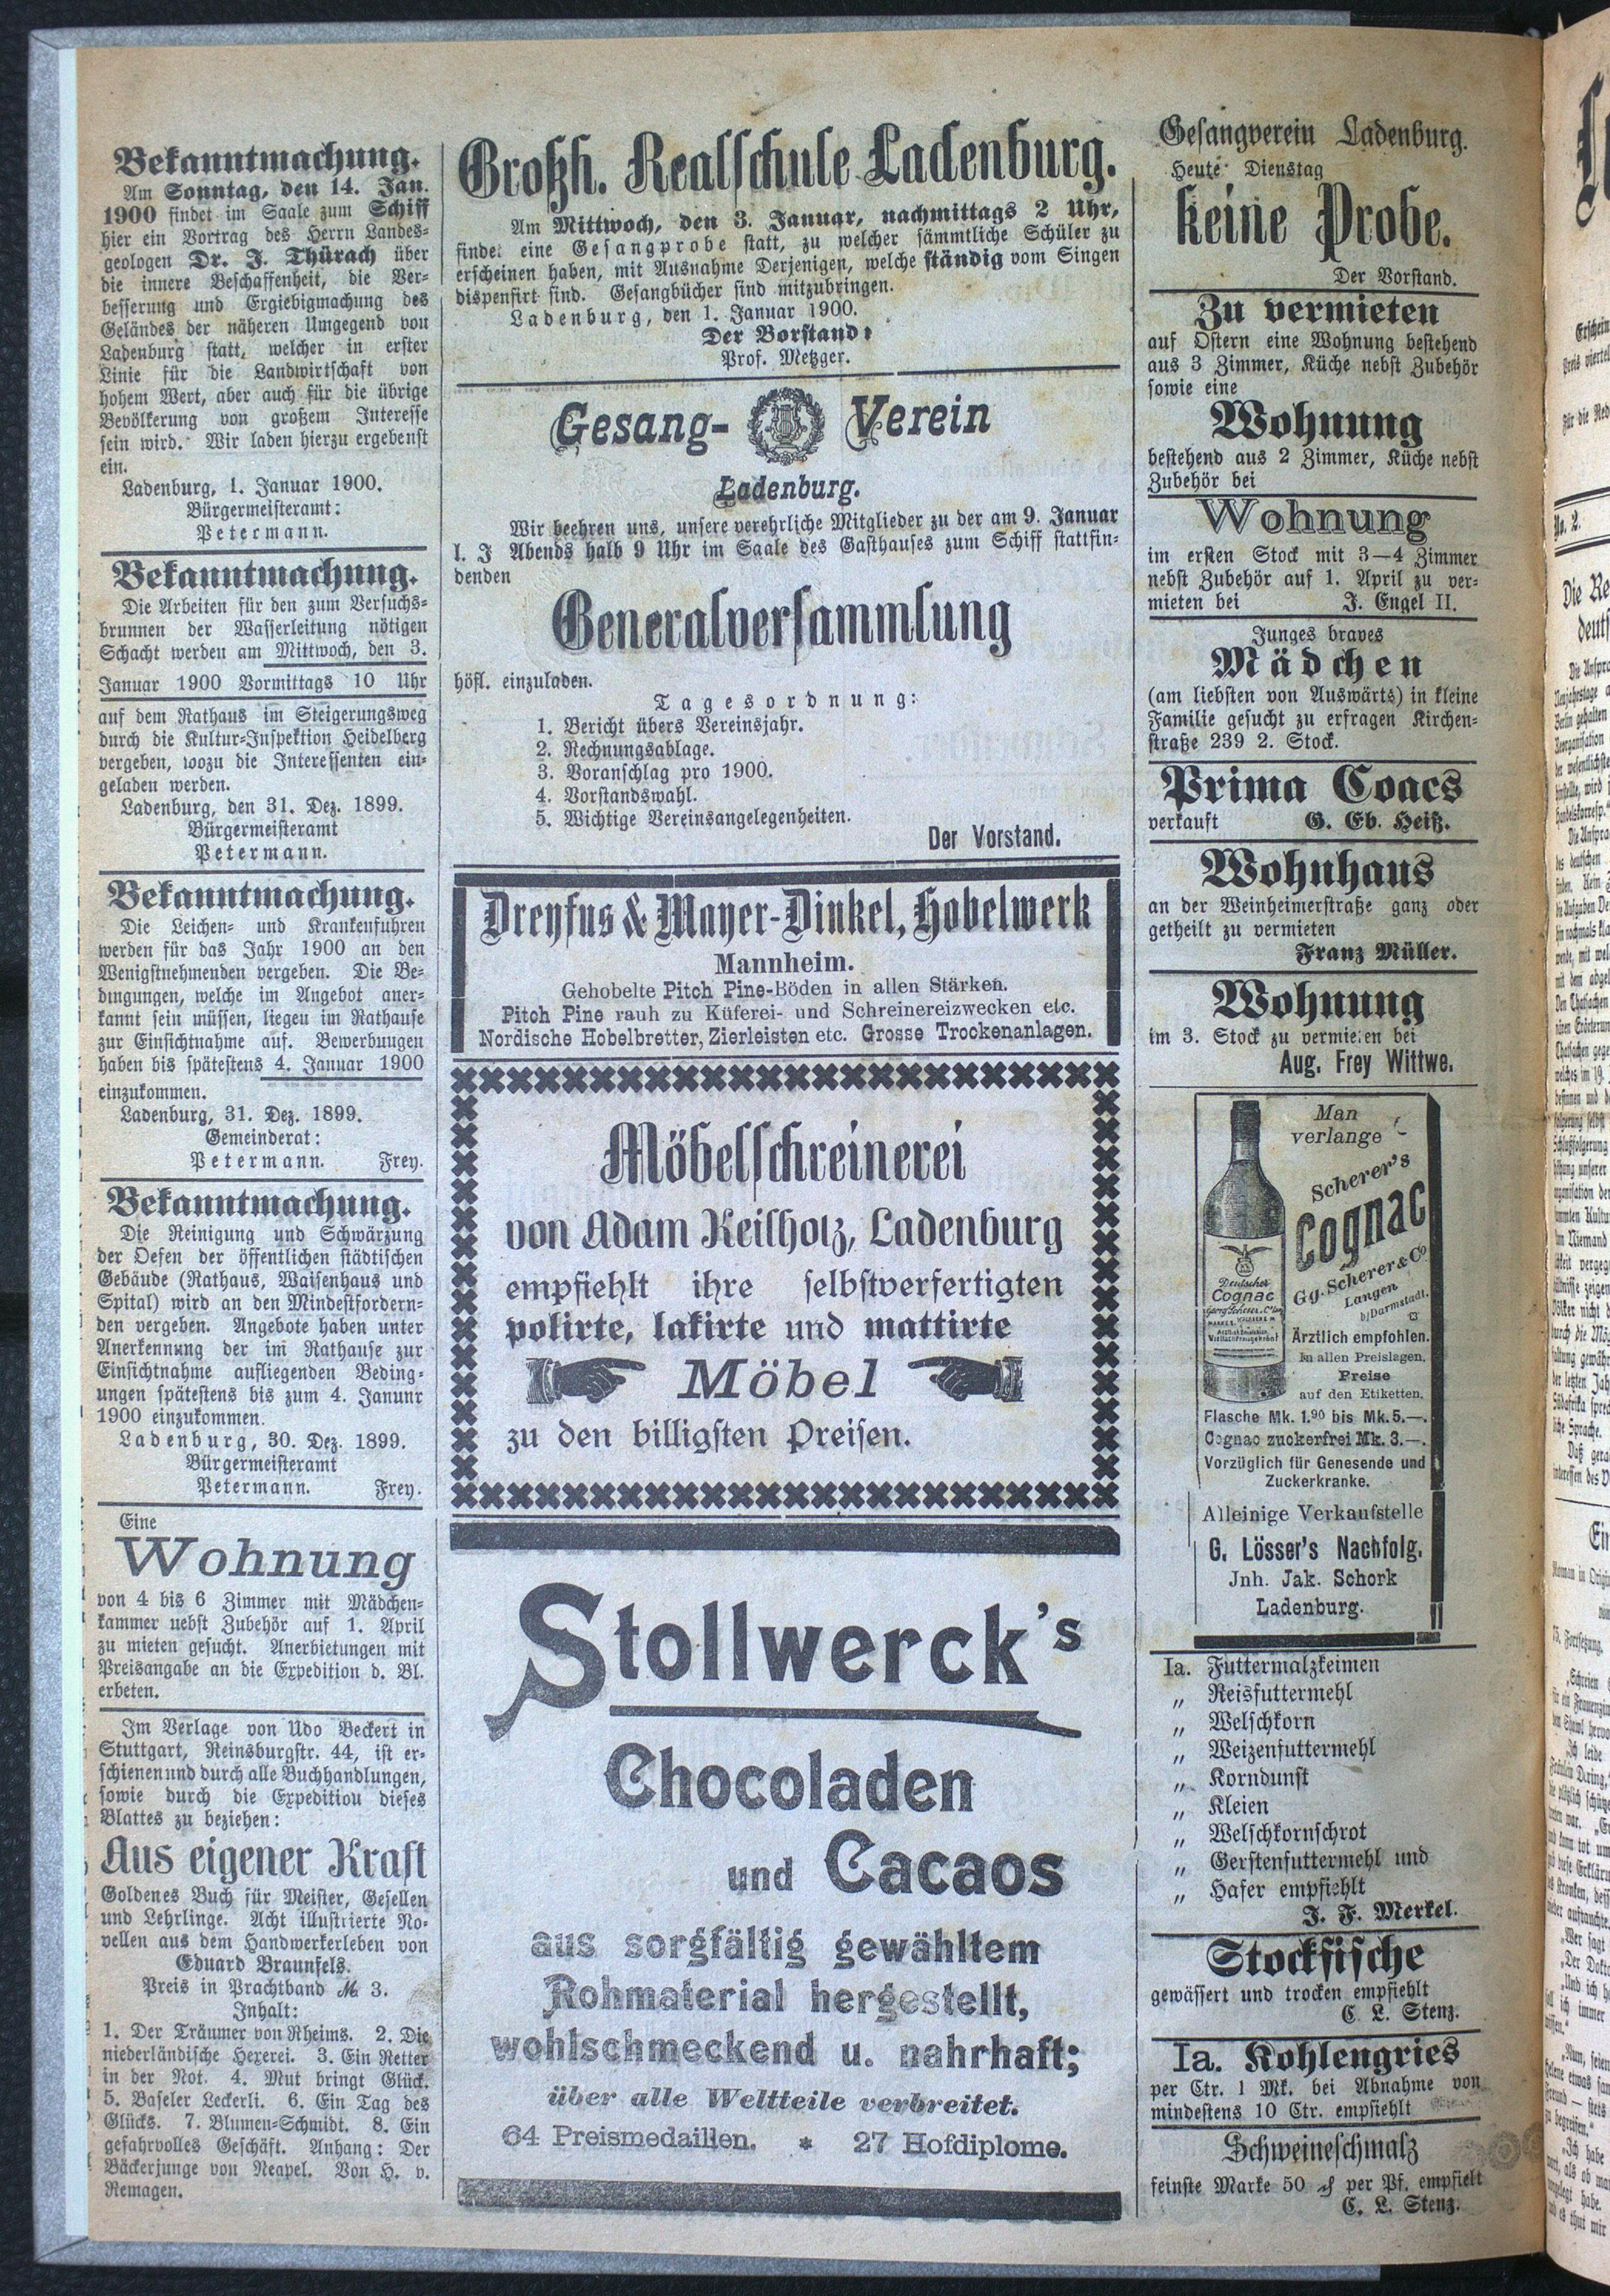 Bekanntmachung.
Am Sonntag, den 14. Jan.
1900 findet im Saale zum Schiff
hier ein Vortrag des Herrn Landes-
geologen Dr. J. Thürach über
die innere Beschaffenheit, die Ver-
besserung und Ergiebigmachung des
Geländes der näheren Umgegend von
Ladenburg statt, welcher in erster
Linie für die Landwirtschaft von
hohem Wert, aber auch für die übrige
Bevölkerung von großem Interesse
sein wird. Wir laden hierzu ergebenst
ein.
Ladenburg, 1. Januar 1900.
Bürgermeisteramt:
Petermann.
Bekanntmachung.
Die Arbeiten für den zum Versuchs-
brunnen der Wasserleitung nötigen
Schacht werden am Mittwoch, den 3.
Januar 1900 Vormittags 10 Uhr
auf dem Rathaus im Steigerungsweg
durch die Kultur-Inspektion Heidelberg
vergeben, wozu die Interessenten ein-
geladen werden.
Ladenburg, den 31. Dez. 1899.
Bürgermeisteramt
Petermann.
Bekanntmachung.
Die Leichen- und Krankenfuhren
werden für das Jahr 1900 an den
Wenigstnehmenden vergeben. Die Be-
dingungen, welche im Angebot aner-
kannt sein müssen, liegen im Rathause
zur Einsichtnahme auf. Bewerbungen
haben bis spätestens 4. Januar 1900
einzukommen.
Ladenburg, 31. Dez. 1899.
Gemeinderat:
Petermann. Frey.
Bekanntmachung.
Die Reinigung und Schwärzung
der Oefen der öffentlichen städtischen
Gebäude (Rathaus, Waisenhaus und
Spital) wird an den Mindestfordern-
den vergeben. Angebote haben unter
Anerkennung der im Rathause zur
Einsichtnahme aufliegenden Beding-
ungen spätestens bis zum 4. Janunr
1900 einzukommen.
Ladenburg, 30. Dez. 1899.
Bürgermeisteramt
Petermann. Frey.
Eine
Wohnung
von 4 bis 6 Zimmer mit Mädchen-
kammer nebst Zubehör auf 1. April
zu mieten gesucht. Anerbietungen mit
Preisangabe an die Expedition d. Bl.
erbeten.
Im Verlage von Udo Beckert in
Stuttgart, Reinsburgstr. 44, ist er-
schienen und durch alle Buchhandlungen,
sowie durch die Expeditiou dieses
Blattes zu beziehen:
Aus eigener Kraft
Goldenes Buch für Meister, Gesellen
und Lehrlinge. Acht illustrierte No-
vellen aus dem Handwerkerleben von
Eduard Braunfels.
Preis in Prachtband M. 3.
Inhalt:
1. Der Träumer von Rheims. 2. Die
niederländische Hexerei. 3. Ein Retter
in der Not. 4. Mut bringt Glück.
5. Baseler Leckerli. 6. Ein Tag des
Glücks. 7. Blumen-Schmidt. 8. Ein
gefahrvolles Geschäft. Anhang: Der
Bäckerjunge von Neapel. Von H. v.
Remagen.
Großh. Realschule Ladenburg.
Am Mittwoch, den 3. Januar, nachmittags 2 Uhr,
findet eine Gesangprobe statt, zu welcher sämmtliche Schüler zu
erscheinen haben, mit Ausnahme Derjenigen, welche ständig vom Singen
dispensirt sind. Gesangbücher sind mitzubringen.
Ladenburg, den 1. Januar 1900.
Der Vorstand:
Prof. Metzger.
Gesang-Verein
Ladenburg.
Wir beehren uns, unsere verehrliche Mitglieder zu der am 9. Januar
l. J Abends halb 9 Uhr im Saale des Gasthauses zum Schiff stattfin-
denden
Generalversammlung
höfl. einzuladen.
Tagesordnung:
1. Bericht übers Vereinsjahr.
2. Rechnungsablage.
3. Voranschlag pro 1900.
4. Vorstandswahl.
5. Wichtige Vereinsangelegenheiten.
Der Vorstand.
Dreyfus & Mayer-Dinkel, Hobelwerk
Mannheim.
Gehobelte Pitch Pine-Böden in allen Stärken.
Pitch Pine rauh zu Küferei- und Schreinereizwecken etc.
Nordische Hobelbretter, Zierleisten etc. Grosse Trockenanlagen.
Möbelschreinerei
von Adam Keilholz, Ladenburg
empfiehlt ihre selbstverfertigten
polirte, lakirte und mattirte
Möbel
zu den billigsten Preisen.
Stollwerck's
Chocoladen
und Cacaos
aus sorgfältig gewähltem
Rohmaterial hergestellt,
wohlschmeckend u. nahrhaft;
über alle Weltteile verbreitet.
64 Preismedaillen. * 27 Hofdiplome.
Gesangverein Ladenburg.
Heute Dienstag
keine Probe.
Der Vorstand.
Zu vermieten
auf Ostern eine Wohnung bestehend
aus 3 Zimmer, Küche nebst Zubehör
sowie eine
Wohnung
bestehend aus 2 Zimmer, Küche nebst
Zubehör bei
Wohnung
im ersten Stock mit 3—4 Zimmer
nebst Zubehör auf 1. April zu ver-
mieten bei J. Engel II.
Junges braves
Mädchen
(am liebsten von Auswärts) in kleine
Familie gesucht zu erfragen Kirchen-
straße 239 2. Stock.
Prima Coacs
verkauft G. Eb. Heiß.
Wohnhaus
an der Weinheimerstraße ganz oder
getheilt zu vermieten
Franz Müller.
Wohnung
im 3. Stock zu vermieten bei
Aug. Frey Wittwe.
Man
verlange
Scherer's
Cognac
Gg. Scherer & Co
Langen
b/Darmstadt.
Deutscher
Cognac
Ärztlich empfohlen.
In allen Preislagen.
Preise
auf den Etiketten.
Flasche Mk. 1.90 bis Mk. 5.—.
Cognac zuckerfrei Mk. 3.—.
Vorzüglich für Genesende und
Zuckerkranke.
Alleinige Verkaufstelle
G. Lösser's Nachfolg.
Jnh. Jak. Schork
Ladenburg.
Ia. Futtermalzkeimen
„ Reisfuttermehl
„ Welschkorn
„ Weizenfuttermehl
„ Korndunst
„ Kleien
„ Welschkornschrot
„ Gerstenfuttermehl und
„ Hafer empfiehlt
J. F. Merkel.
Stockfische
gewässert und trocken empfiehlt
C. L. Stenz.
Ia. Kohlengries
per Ctr. 1 Mk. bei Abnahme von
mindestens 10 Ctr. empfiehlt
Schweineschmalz
feinste Marke 50 ₰ per Pf. empfielt
C. L. Stenz.